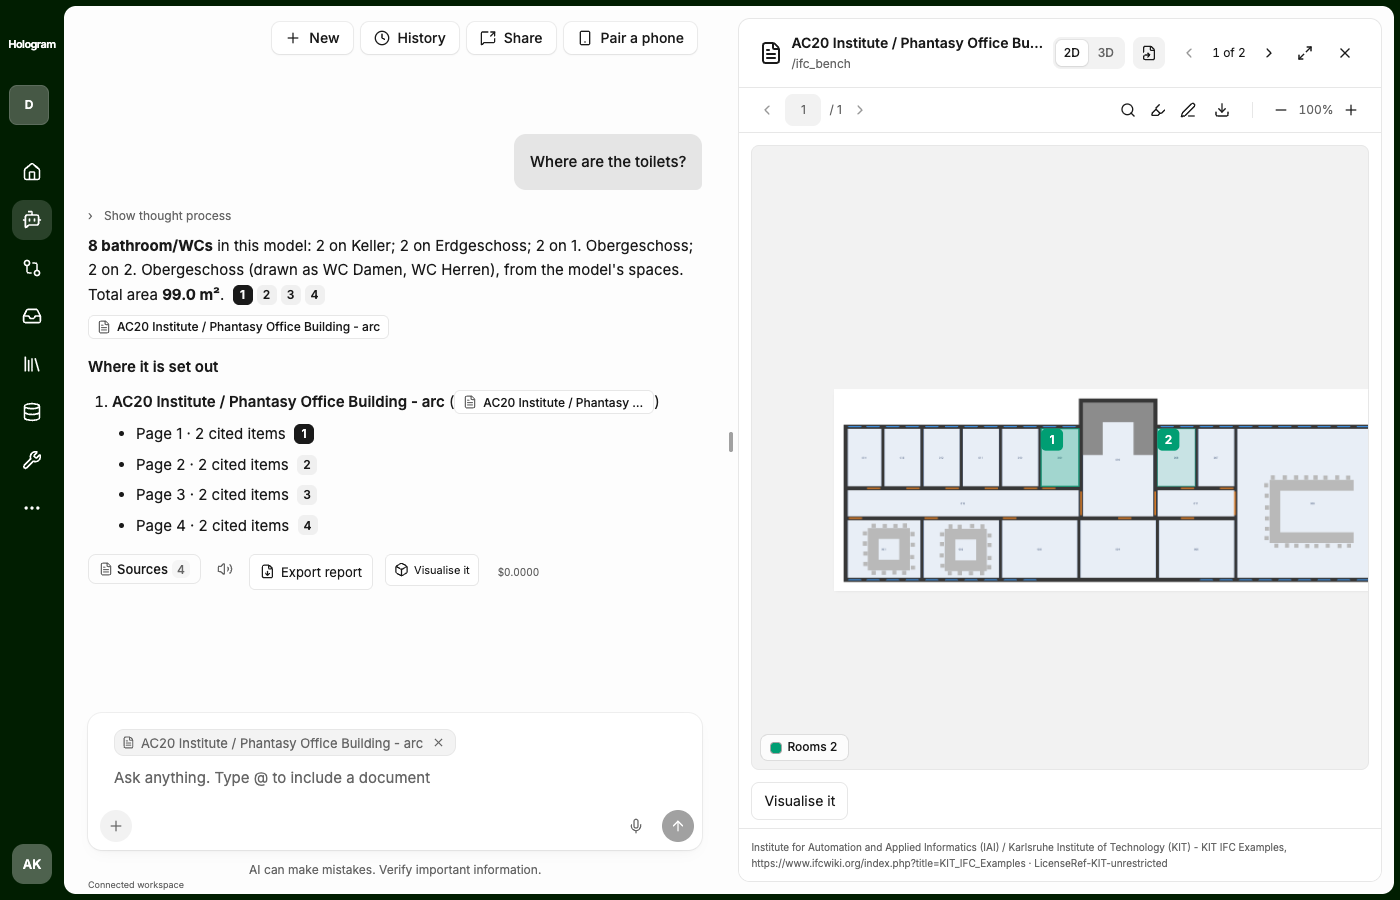 Hologram
D
AK
New
History
Share
Pair a phone
Where are the toilets?
Show thought process
8 bathroom/WCs in this model: 2 on Keller; 2 on Erdgeschoss; 2 on 1. Obergeschoss;
2 on 2. Obergeschoss (drawn as WC Damen, WC Herren), from the model's spaces.
Total area 99.0 m². 1 2 3 4
AC20 Institute / Phantasy Office Building - arc
Where it is set out
1. AC20 Institute / Phantasy Office Building - arc ( AC20 Institute / Phantasy ... )
• Page 1 · 2 cited items 1
• Page 2 · 2 cited items 2
• Page 3 · 2 cited items 3
• Page 4 · 2 cited items 4
Sources 4
Export report
Visualise it
$0.0000
AC20 Institute / Phantasy Office Building - arc
Ask anything. Type @ to include a document
AI can make mistakes. Verify important information.
Connected workspace
AC20 Institute / Phantasy Office Bu...
/ifc_bench
2D 3D
1 of 2
1 / 1
100%
1
2
Rooms 2
Visualise it
Institute for Automation and Applied Informatics (IAI) / Karlsruhe Institute of Technology (KIT) - KIT IFC Examples,
https://www.ifcwiki.org/index.php?title=KIT_IFC_Examples · LicenseRef-KIT-unrestricted